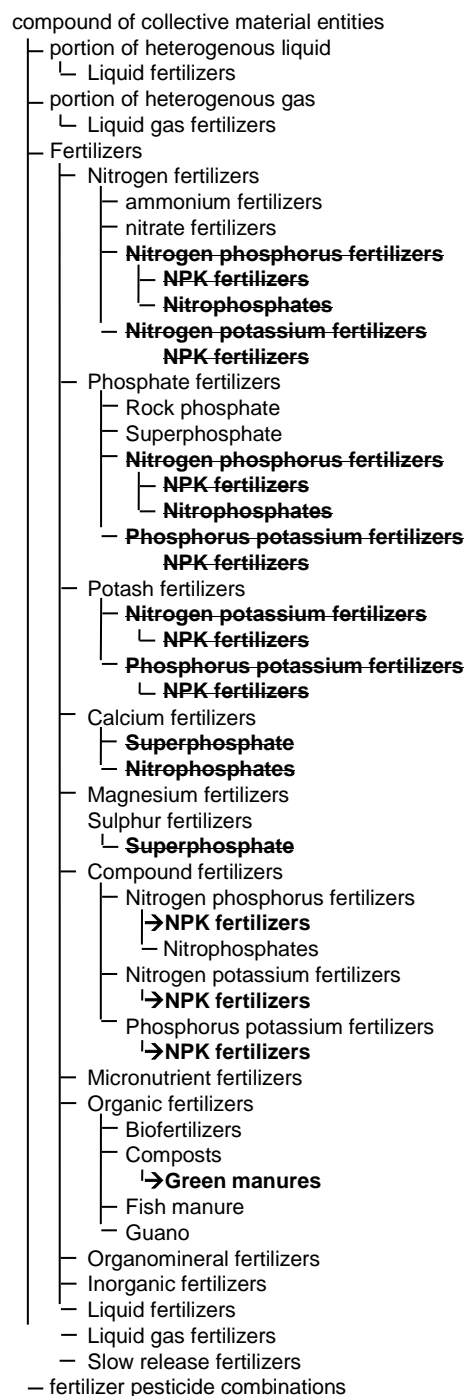 compound of collective material entities
portion of heterogenous liquid
Liquid fertilizers
portion of heterogenous gas
Liquid gas fertilizers
Fertilizers
Nitrogen fertilizers
ammonium fertilizers
nitrate fertilizers
Nitrogen phosphorus fertilizers
NPK fertilizers
Nitrophosphates
Nitrogen potassium fertilizers
NPK fertilizers
Phosphate fertilizers
Rock phosphate
Superphosphate
Nitrogen phosphorus fertilizers
NPK fertilizers
Nitrophosphates
Phosphorus potassium fertilizers
NPK fertilizers
Potash fertilizers
Nitrogen potassium fertilizers
NPK fertilizers
Phosphorus potassium fertilizers
NPK fertilizers
Calcium fertilizers
Superphosphate
Nitrophosphates
Magnesium fertilizers
Sulphur fertilizers
Superphosphate
Compound fertilizers
Nitrogen phosphorus fertilizers
→NPK fertilizers
Nitrophosphates
Nitrogen potassium fertilizers
→NPK fertilizers
Phosphorus potassium fertilizers
→NPK fertilizers
Micronutrient fertilizers
Organic fertilizers
Biofertilizers
Composts
→Green manures
Fish manure
Guano
Organomineral fertilizers
Inorganic fertilizers
Liquid fertilizers
Liquid gas fertilizers
Slow release fertilizers
fertilizer pesticide combinations